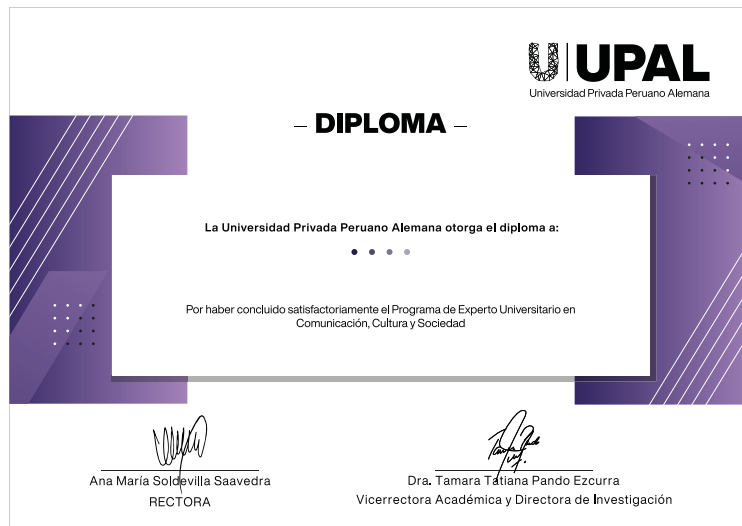 UPAL
Universidad Privada Peruano Alemana
– DIPLOMA –
La Universidad Privada Peruano Alemana otorga el diploma a:
Por haber concluido satisfactoriamente el Programa de Experto Universitario en
Comunicación, Cultura y Sociedad
Ana María Soldevilla Saavedra
RECTORA
Dra. Tamara Tatiana Pando Ezcurra
Vicerrectora Académica y Directora de Investigación